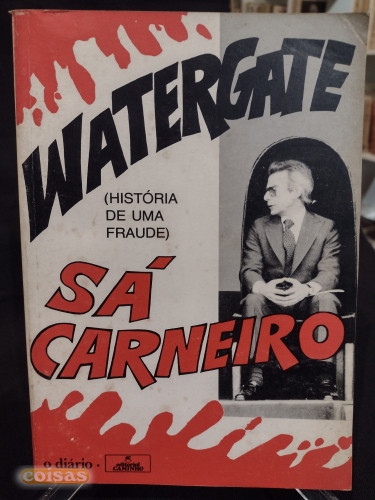 WATERGATE
(HISTÓRIA
DE UMA
FRAUDE)
SÁ
CARNEIRO
o diário.
coisas